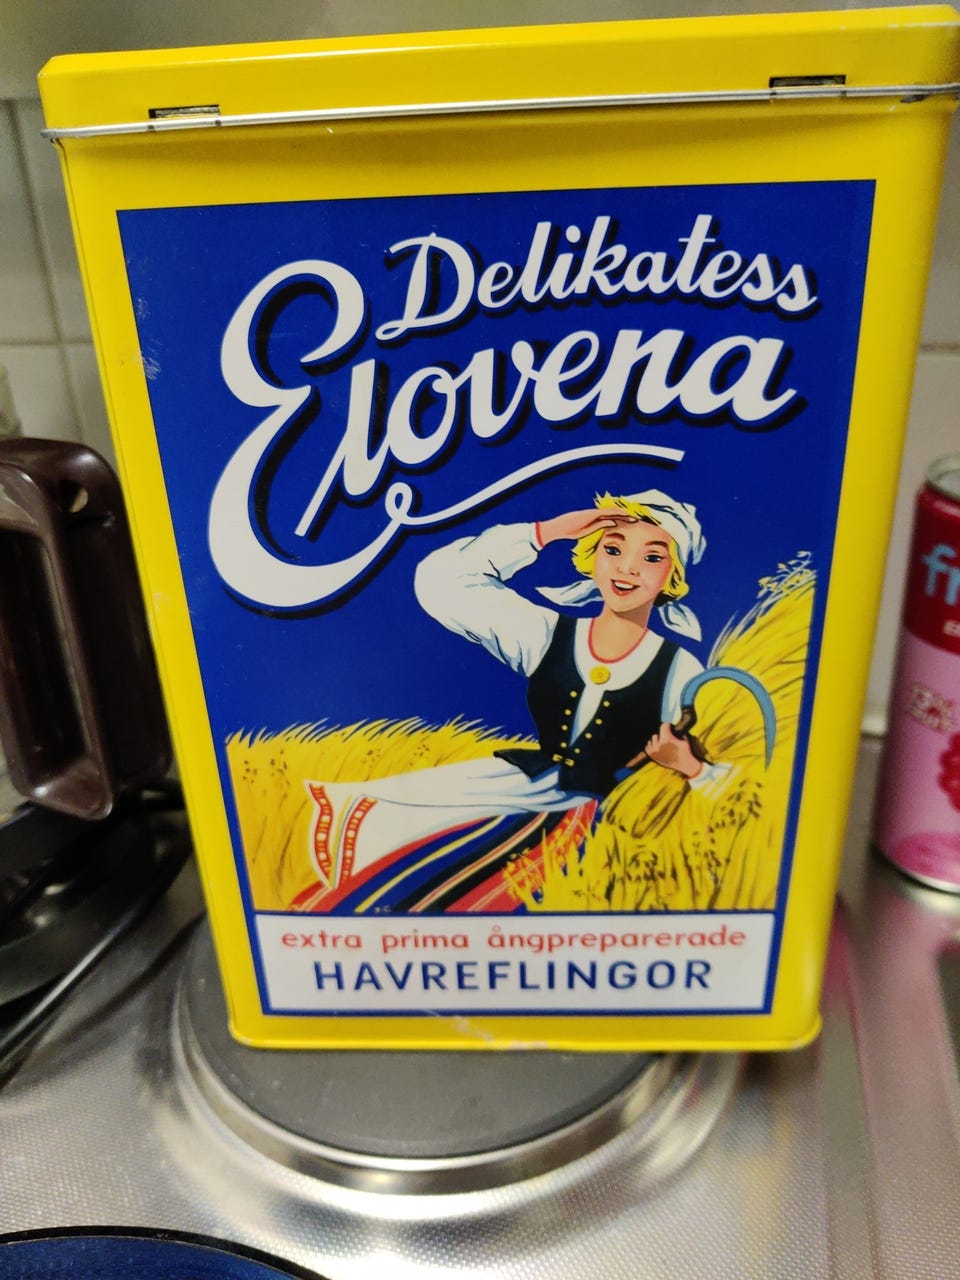 Delikatess
Elovena
extra prima ångpreparerade
HAVREFLINGOR